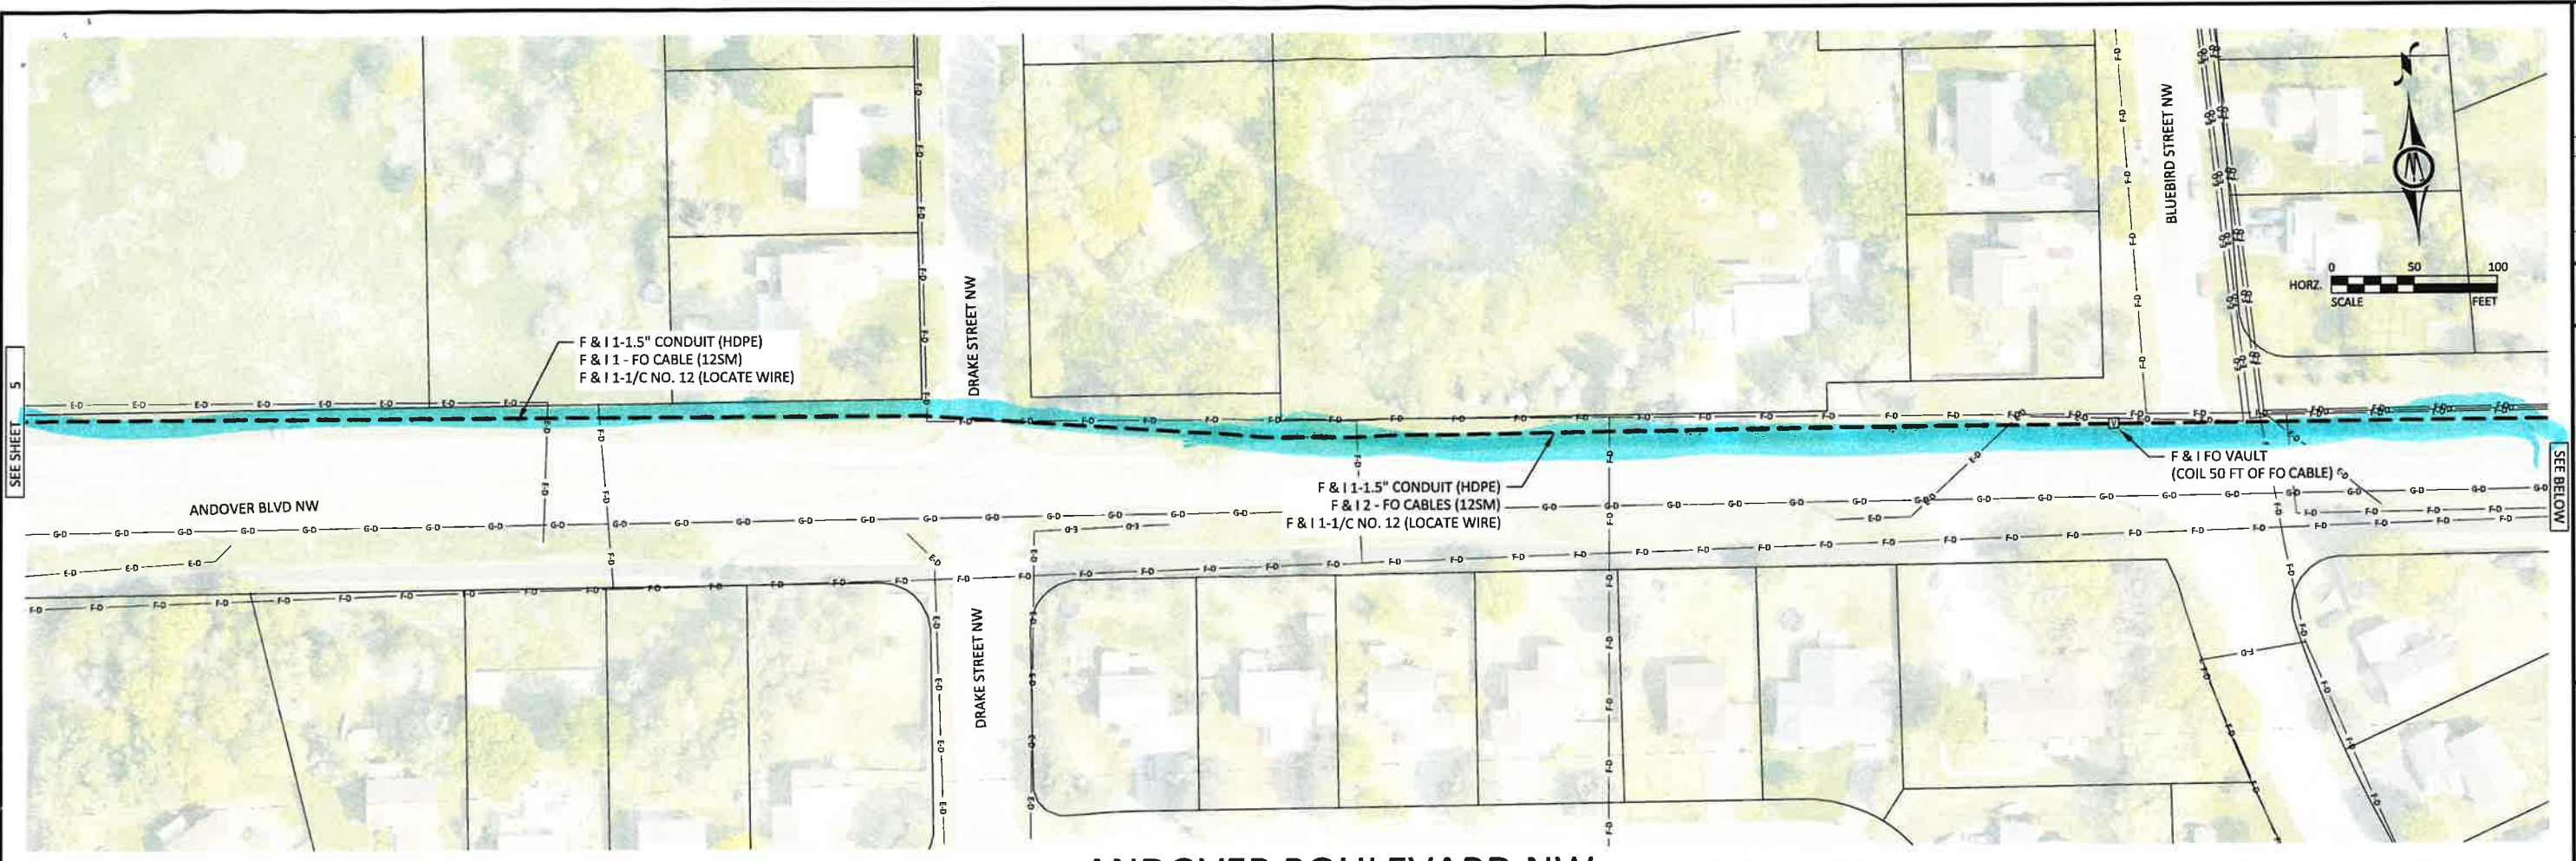 BLUEBIRD STREET NW
W
0 50 100
HORZ.
SCALE FEET
DRAKE STREET NW
F & I 1-1.5" CONDUIT (HDPE)
F & I 1 - FO CABLE (12SM)
F & I 1-1/C NO. 12 (LOCATE WIRE)
SEE SHEET 5
F & I FO VAULT
(COIL 50 FT OF FO CABLE)
SEE BELOW
F & I 1-1.5" CONDUIT (HDPE)
F & I 2 - FO CABLES (12SM)
F & I 1-1/C NO. 12 (LOCATE WIRE)
ANDOVER BLVD NW
DRAKE STREET NW
ANDOVER BOULEVARD NW